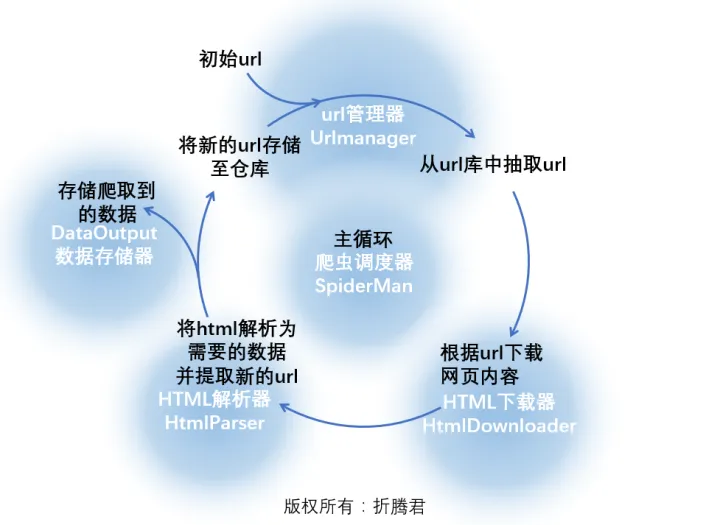 初始url
url管理器
Urlmanager
将新的url存储
至仓库
从url库中抽取url
存储爬取到
的数据
DataOutput
数据存储器
主循环
爬虫调度器
SpiderMan
将html解析为
需要的数据
并提取新的url
HTML解析器
HtmlParser
根据url下载
网页内容
HTML下载器
HtmlDownloader
版权所有：折腾君